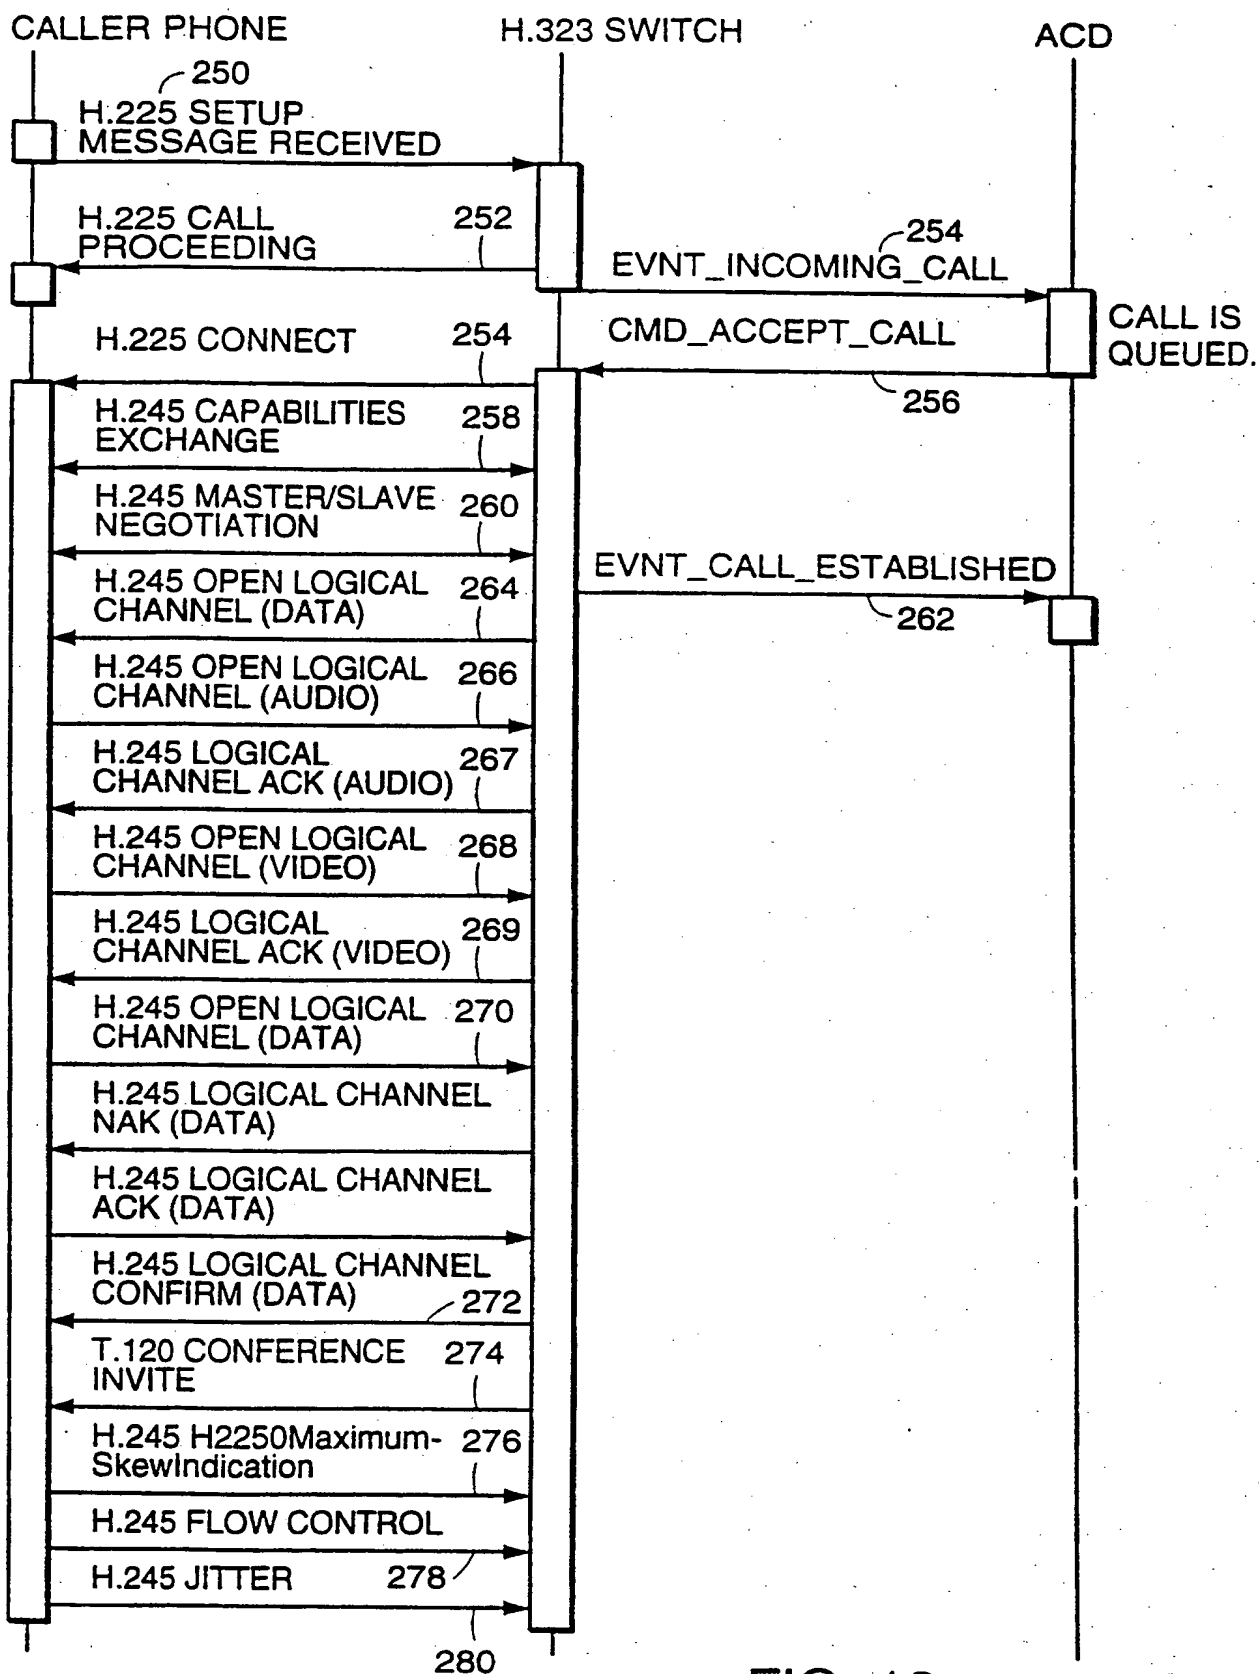 CALLER PHONE
H.323 SWITCH
ACD
250
H.225 SETUP
MESSAGE RECEIVED
H.225 CALL
PROCEEDING
252
254
EVNT_INCOMING_CALL
CALL IS
QUEUED.
CMD_ACCEPT_CALL
256
H.225 CONNECT
254
H.245 CAPABILITIES
EXCHANGE
258
H.245 MASTER/SLAVE
NEGOTIATION
260
EVNT_CALL_ESTABLISHED
262
H.245 OPEN LOGICAL
CHANNEL (DATA)
264
H.245 OPEN LOGICAL
CHANNEL (AUDIO)
266
H.245 LOGICAL
CHANNEL ACK (AUDIO)
267
H.245 OPEN LOGICAL
CHANNEL (VIDEO)
268
H.245 LOGICAL
CHANNEL ACK (VIDEO)
269
H.245 OPEN LOGICAL
CHANNEL (DATA)
270
H.245 LOGICAL CHANNEL
NAK (DATA)
H.245 LOGICAL CHANNEL
ACK (DATA)
H.245 LOGICAL CHANNEL
CONFIRM (DATA)
272
T.120 CONFERENCE
INVITE
274
H.245 H2250Maximum-
SkewIndication
276
H.245 FLOW CONTROL
278
H.245 JITTER
280